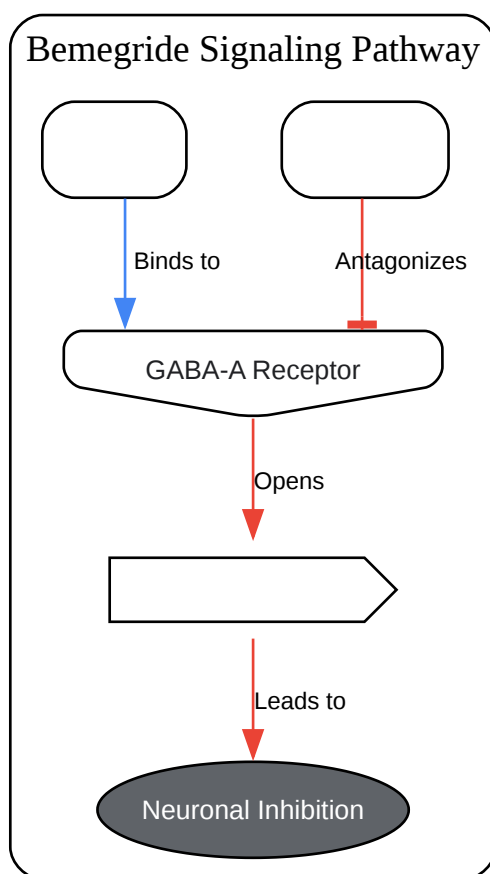 Bemegride Signaling Pathway
Binds to
Antagonizes
GABA-A Receptor
Opens
Leads to
Neuronal Inhibition